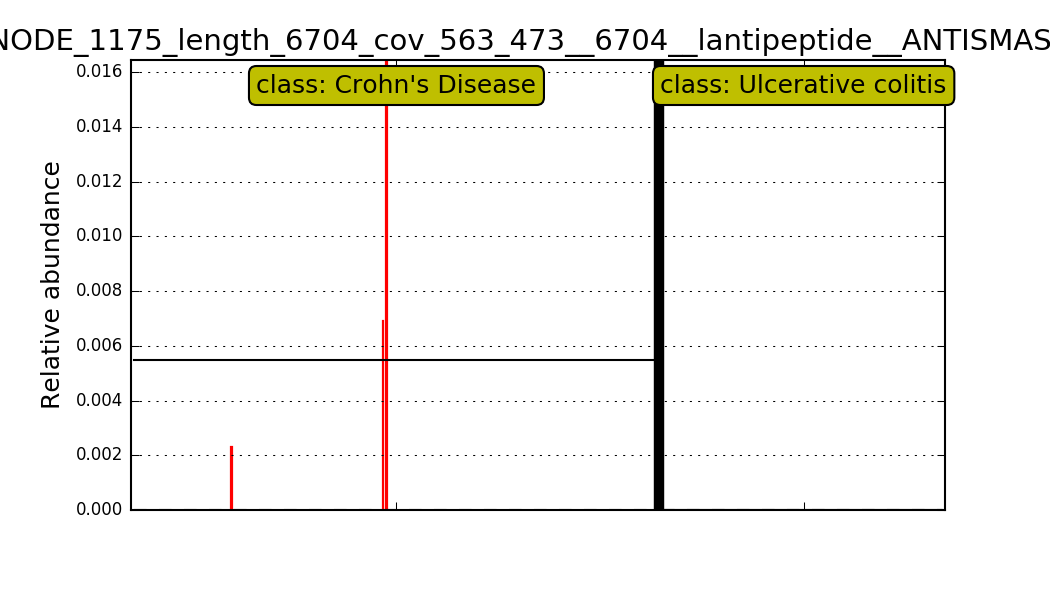 NODE_1175_length_6704_cov_563_473__6704__lantipeptide__ANTISMAS
class: Crohn's Disease
class: Ulcerative colitis
Relative abundance
0.016
0.014
0.012
0.010
0.008
0.006
0.004
0.002
0.000